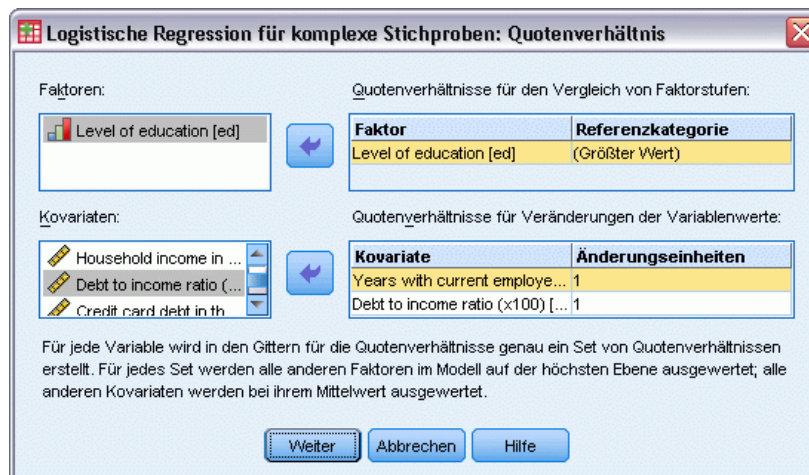 Logistische Regression für komplexe Stichproben: Quotenverhältnis
Faktoren:
Level of education [ed]
Quotenverhältnisse für den Vergleich von Faktorstufen:
Faktor Referenzkategorie
Level of education [ed] (Größter Wert)
Kovariaten:
Household income in ...
Debt to income ratio (...
Credit card debt in th
Quotenverhältnisse für Veränderungen der Variablenwerte:
Kovariate Änderungseinheiten
Years with current employe... 1
Debt to income ratio (x100) [... 1
Für jede Variable wird in den Gittern für die Quotenverhältnisse genau ein Set von Quotenverhältnissen
erstellt. Für jedes Set werden alle anderen Faktoren im Modell auf der höchsten Ebene ausgewertet; alle
anderen Kovariaten werden bei ihrem Mittelwert ausgewertet.
Weiter Abbrechen Hilfe